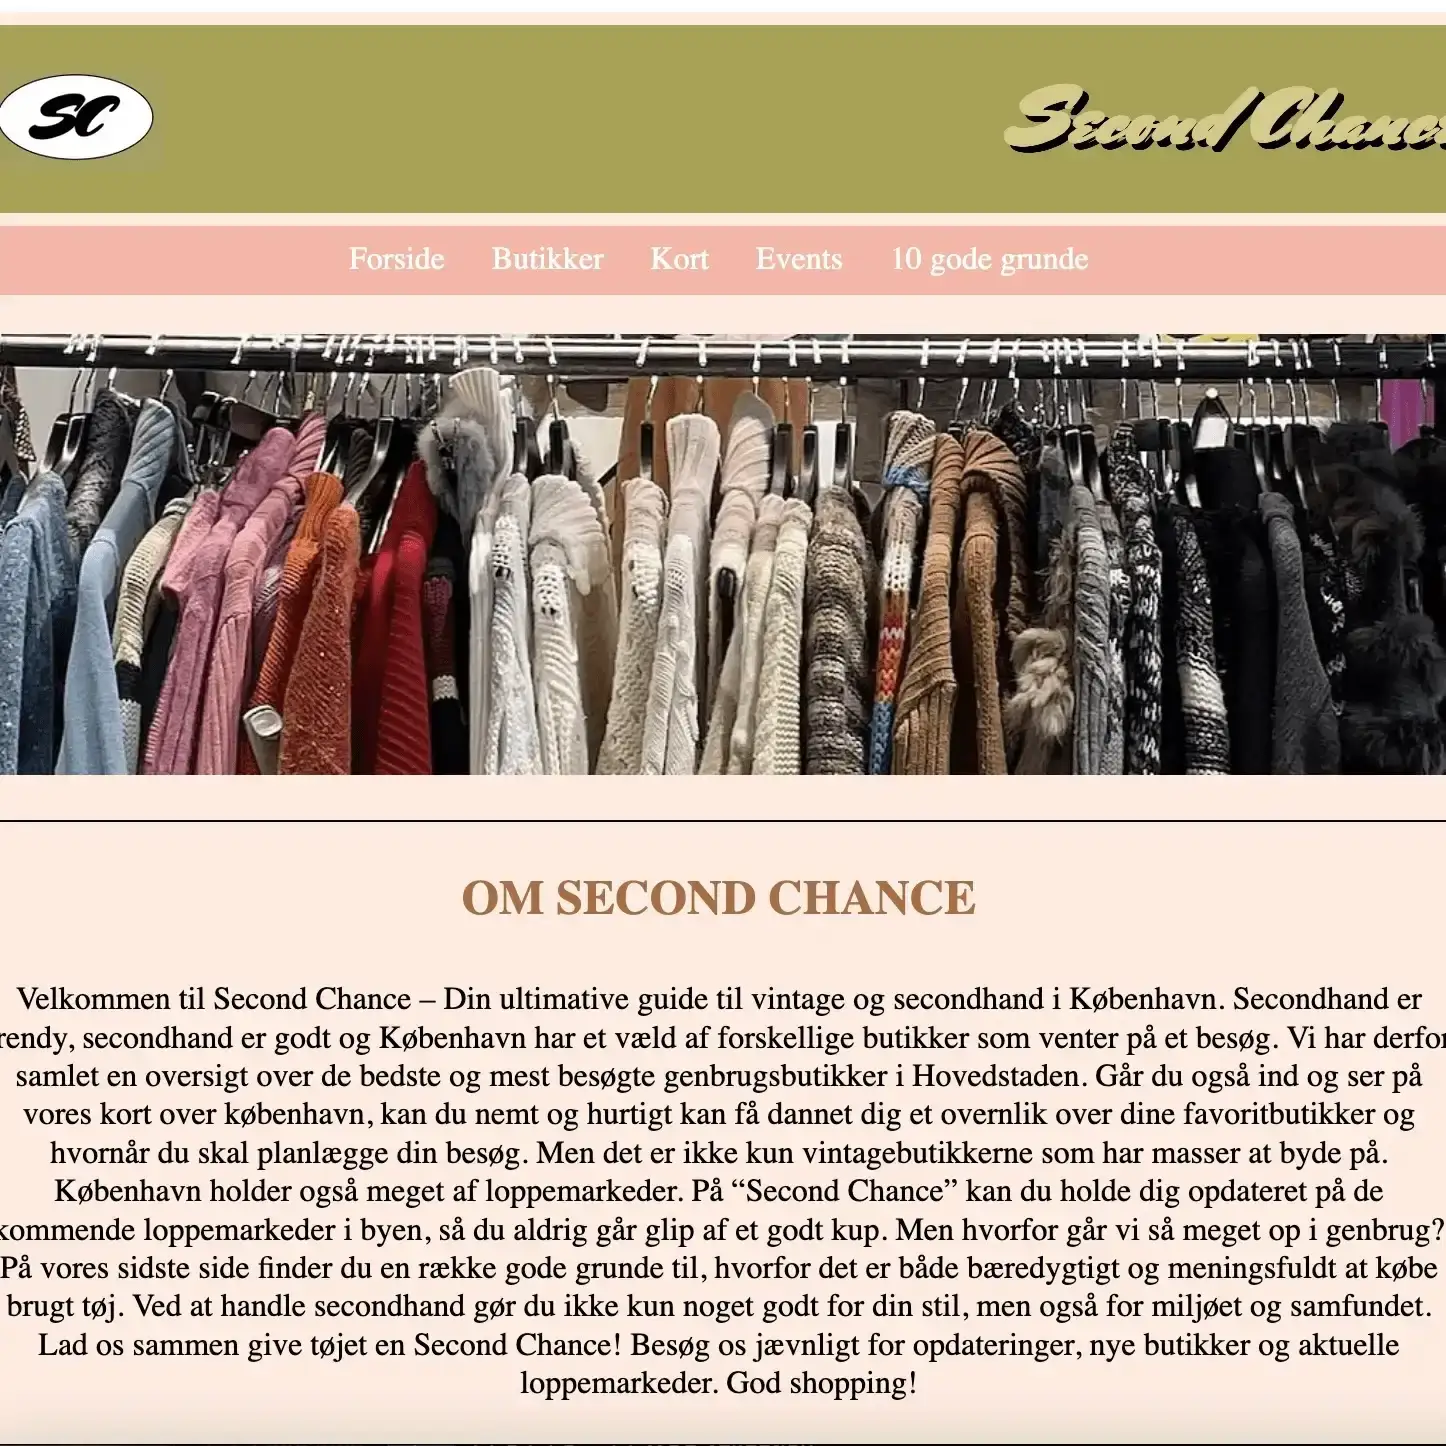 SC
Second Chance
Forside Butikker Kort Events 10 gode grunde
OM SECOND CHANCE
Velkommen til Second Chance – Din ultimative guide til vintage og secondhand i København. Secondhand er
rendy, secondhand er godt og København har et væld af forskellige butikker som venter på et besøg. Vi har derfor
samlet en oversigt over de bedste og mest besøgte genbrugsbutikker i Hovedstaden. Går du også ind og ser på
vores kort over københavn, kan du nemt og hurtigt kan få dannet dig et overnlik over dine favoritbutikker og
hvornår du skal planlægge din besøg. Men det er ikke kun vintagebutikkerne som har masser at byde på.
København holder også meget af loppemarkeder. På “Second Chance” kan du holde dig opdateret på de
kommende loppemarkeder i byen, så du aldrig går glip af et godt kup. Men hvorfor går vi så meget op i genbrug?
På vores sidste side finder du en række gode grunde til, hvorfor det er både bæredygtigt og meningsfuldt at købe
brugt tøj. Ved at handle secondhand gør du ikke kun noget godt for din stil, men også for miljøet og samfundet.
Lad os sammen give tøjet en Second Chance! Besøg os jævnligt for opdateringer, nye butikker og aktuelle
loppemarkeder. God shopping!